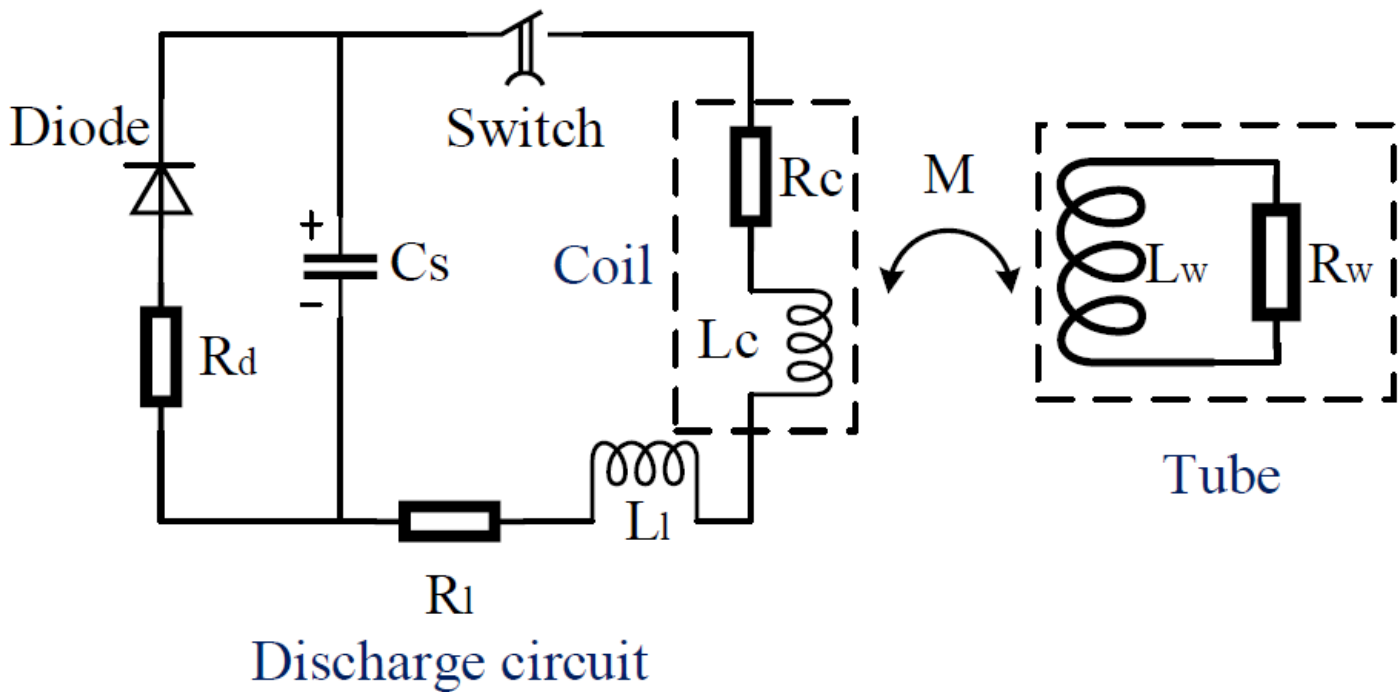 Diode
Switch
+
Cs
−
Rd
Coil
Rc
Lc
M
Lw
Rw
Tube
Ll
Rl
Discharge circuit